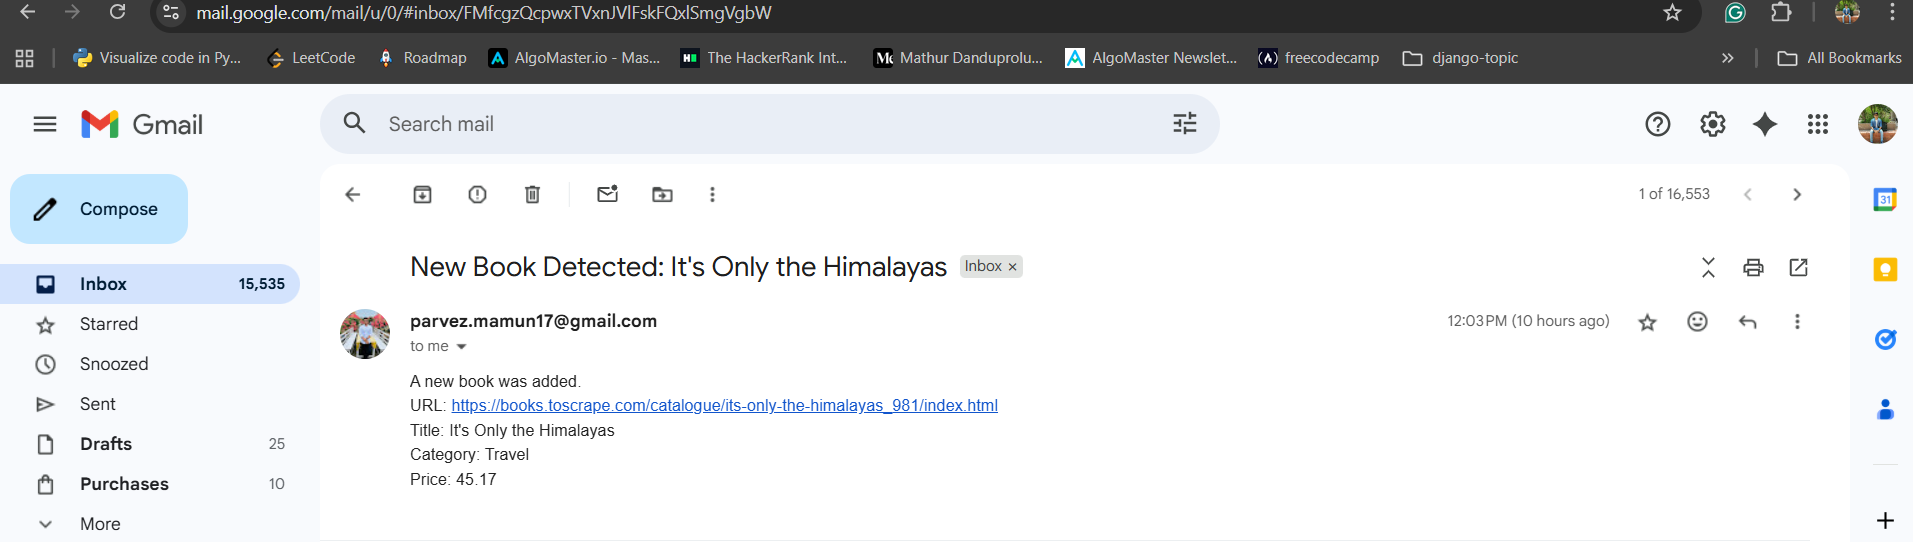 mail.google.com/mail/u/0/#inbox/FMfcgzQcpwxTVxnJVlFskFQxlSmgVgbW
Visualize code in Py... LeetCode Roadmap AlgoMaster.io - Mas... The HackerRank Int... Mathur Danduprolu... AlgoMaster Newslet... freecodecamp django-topic » All Bookmarks
Gmail
Search mail
Compose
1 of 16,553
Inbox 15,535
Starred
Snoozed
Sent
Drafts 25
Purchases 10
More
New Book Detected: It's Only the Himalayas Inbox ×
parvez.mamun17@gmail.com 12:03 PM (10 hours ago)
to me
A new book was added.
URL: https://books.toscrape.com/catalogue/its-only-the-himalayas_981/index.html
Title: It's Only the Himalayas
Category: Travel
Price: 45.17
31